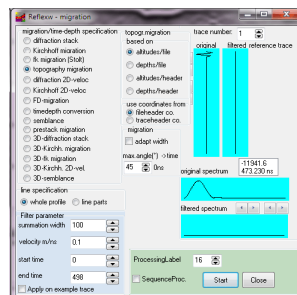 Reflexw - migration
migration/time-depth specification
diffraction stack
Kirchhoff migration
fk migration (Stolt)
topography migration
diffraction 2D-veloc
Kirchhoff 2D-veloc
FD-migration
timedepth conversion
semblance
prestack migration
3D-diffraction stack.
3D-Kirchh. migration
3D-fk migration
3D-Kirchh. 2D-vel.
3D-semblance
line specification
whole profile
line parts
Filter parameter
summation width 100
velocity m/ns 0.1
start time 0
end time 498
Apply on example trace
topogr.migration
based on
altitudes/file
depths/file
altitudes/header
depths/header
use coordinates from
fileheader co.
traceheader co.
migration
adapt width
max.angle(°) ->time
45 0ns
trace number: 1
original filtered reference trace
-11941.6
473.230 ns
original spectrum
filtered spectrum
ProcessingLabel 16
SequenceProc.
Start
Close